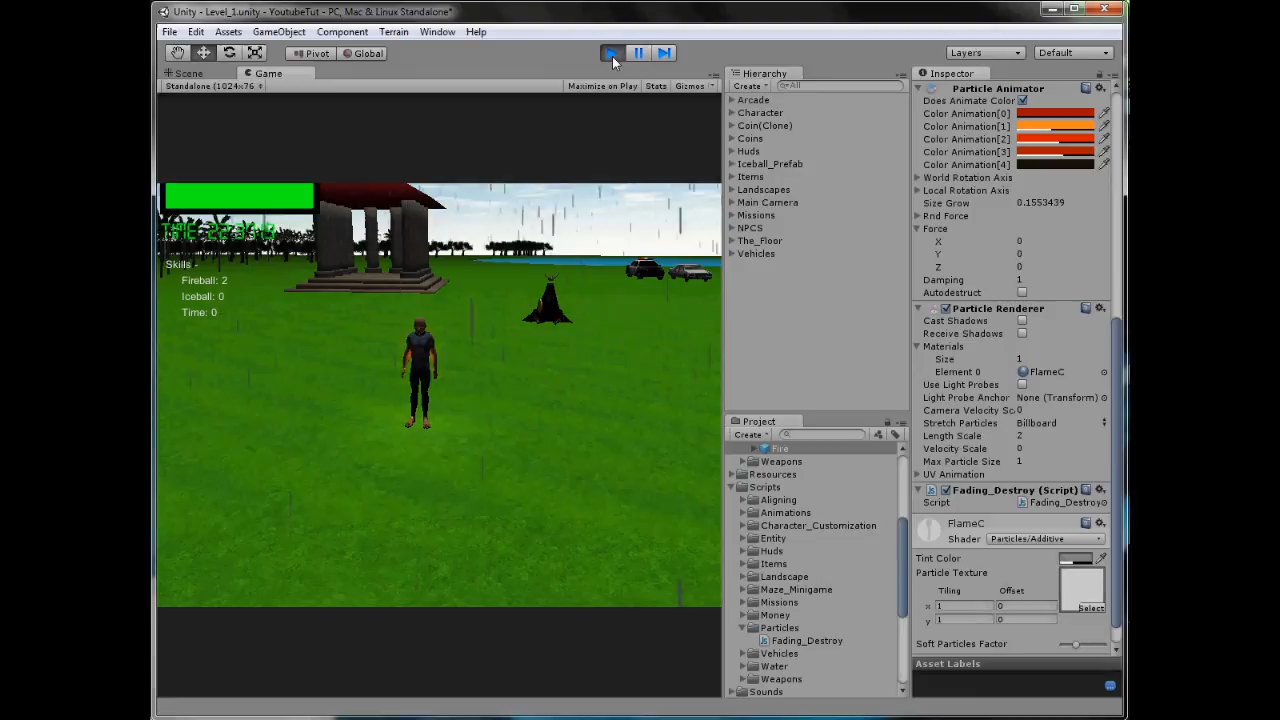 Unity - Level_1.unity - YoutubeTut - PC, Mac & Linux Standalone*
File Edit Assets GameObject Component Terrain Window Help
Pivot Global Layers Default
Scene Game
Standalone (1024x76 Maximize on Play Stats Gizmos
Skills -
Fireball: 2
Iceball: 0
Time: 0
Hierarchy
Create All
Arcade
Character
Coin(Clone)
Coins
Huds
Iceball_Prefab
Items
Landscapes
Main Camera
Missions
NPCS
The_Floor
Vehicles
Project
Create
Fire
Weapons
Resources
Scripts
Aligning
Animations
Character_Customization
Entity
Huds
Items
Landscape
Maze_Minigame
Missions
Money
Particles
Fading_Destroy
Vehicles
Water
Weapons
Sounds
Inspector
Particle Animator
Does Animate Color
Color Animation[0]
Color Animation[1]
Color Animation[2]
Color Animation[3]
Color Animation[4]
World Rotation Axis
Local Rotation Axis
Size Grow 0.1553439
Rnd Force
Force
X 0
Y 0
Z 0
Damping 1
Autodestruct
Particle Renderer
Cast Shadows
Receive Shadows
Materials
Size 1
Element 0 FlameC
Use Light Probes
Light Probe Anchor None (Transform)
Camera Velocity Sc 0
Stretch Particles Billboard
Length Scale 2
Velocity Scale 0
Max Particle Size 1
UV Animation
Fading_Destroy (Script)
Script Fading_Destroy
FlameC
Shader Particles/Additive
Tint Color
Particle Texture
Tiling Offset
x 1 0
y 1 0
Select
Soft Particles Factor
Asset Labels